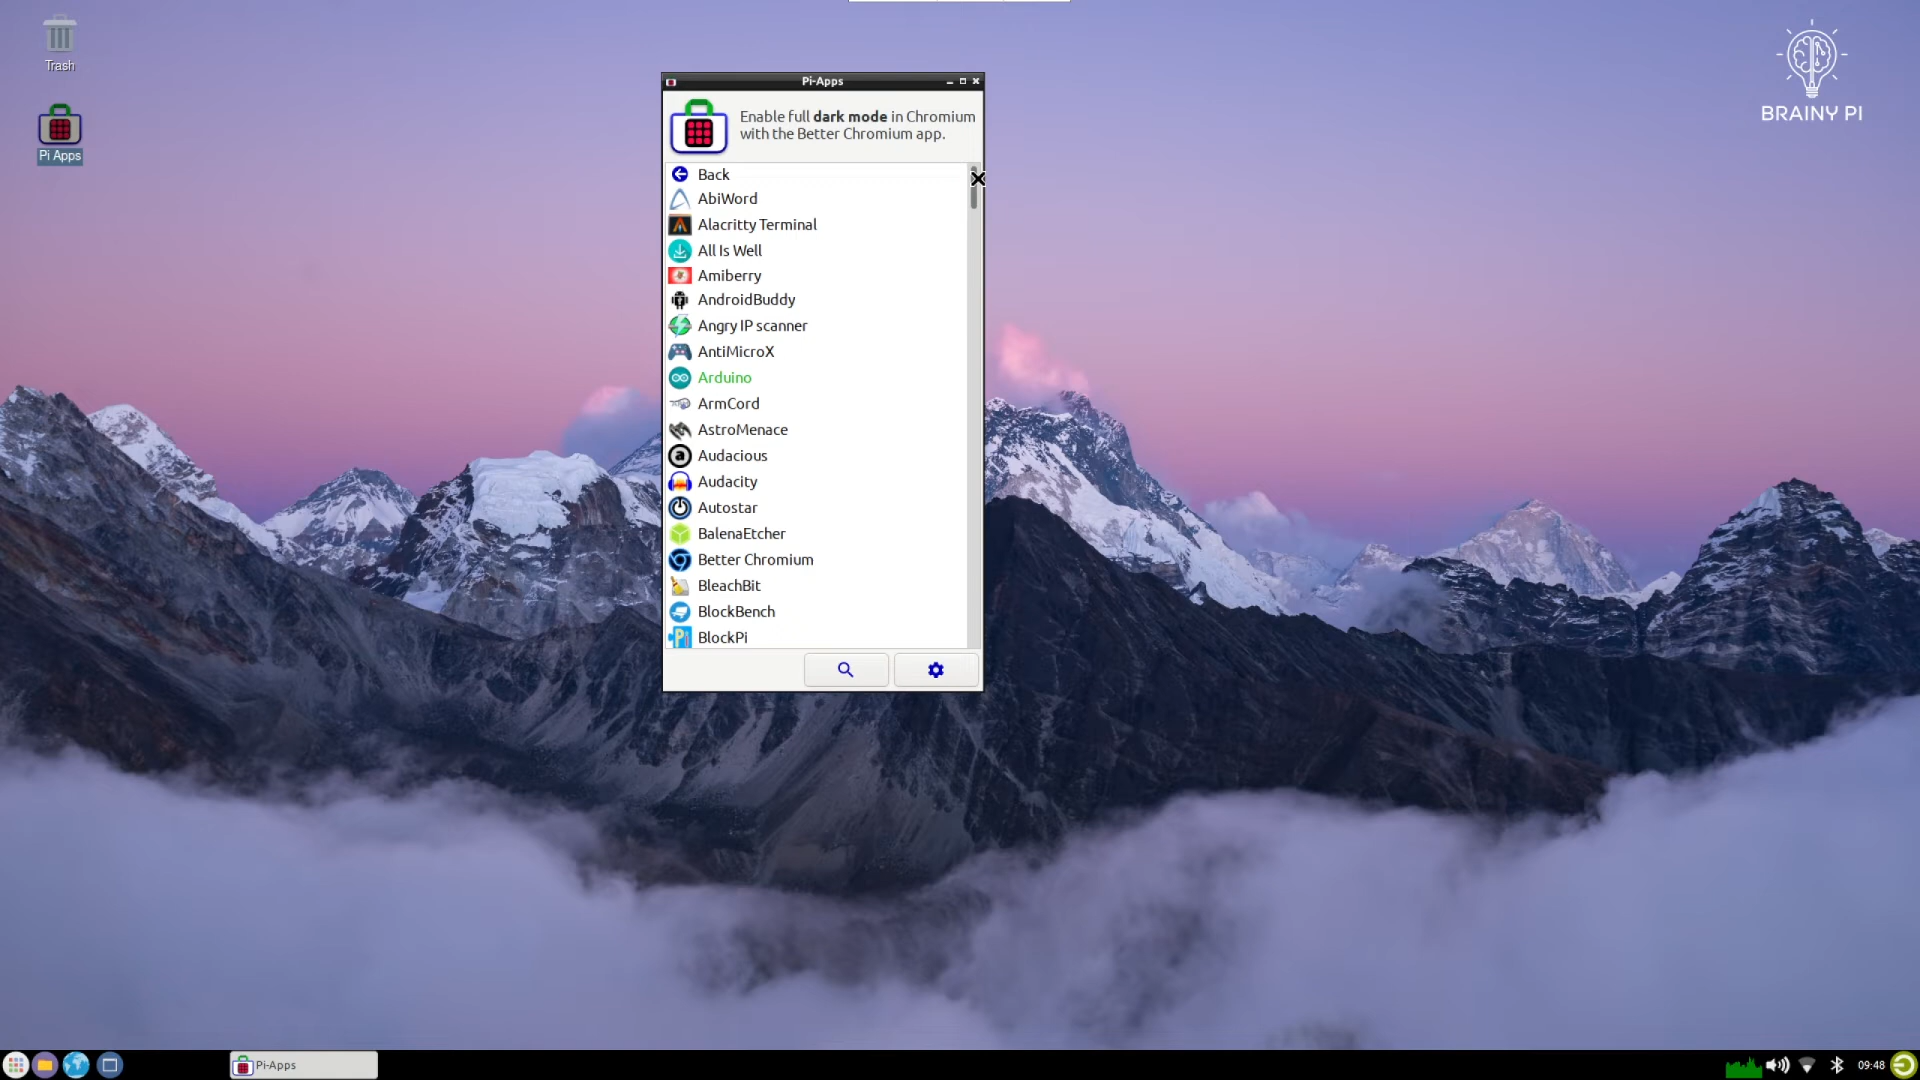 Trash
Pi Apps
BRAINY PI
Pi-Apps
Enable full dark mode in Chromium
with the Better Chromium app.
Back
AbiWord
Alacritty Terminal
All Is Well
Amiberry
AndroidBuddy
Angry IP scanner
AntiMicroX
Arduino
ArmCord
AstroMenace
Audacious
Audacity
Autostar
BalenaEtcher
Better Chromium
BleachBit
BlockBench
BlockPi
Pi-Apps
09:48